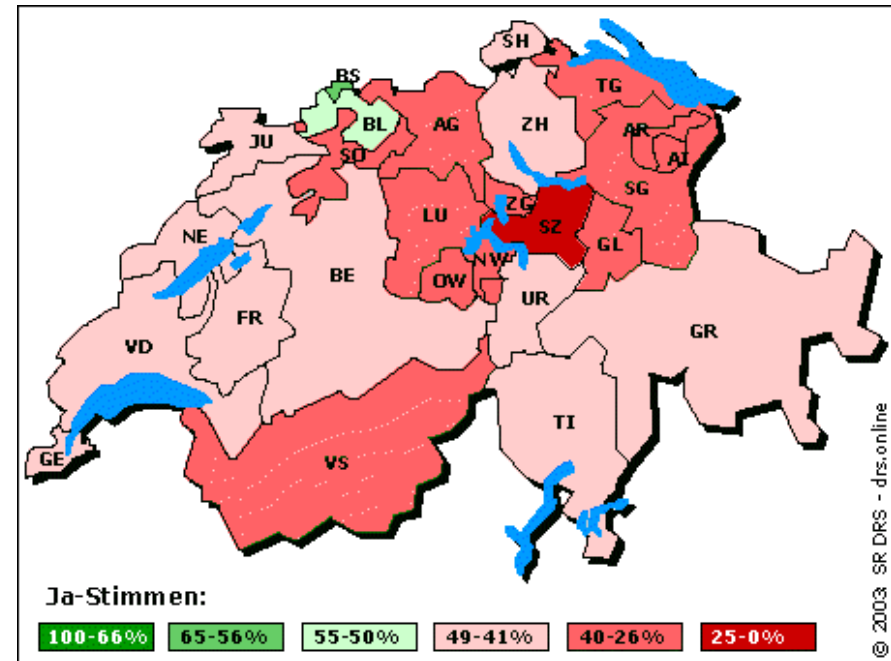 SH
BS
TG
BL
AG
ZH
AR
JU
SO
AI
SG
ZG
LU
SZ
NE
GL
NW
OW
BE
UR
FR
GR
VD
TI
GE
VS
Ja-Stimmen:
100-66% 65-56% 55-50% 49-41% 40-26% 25-0%
© 2003 SR DRS - drs.online